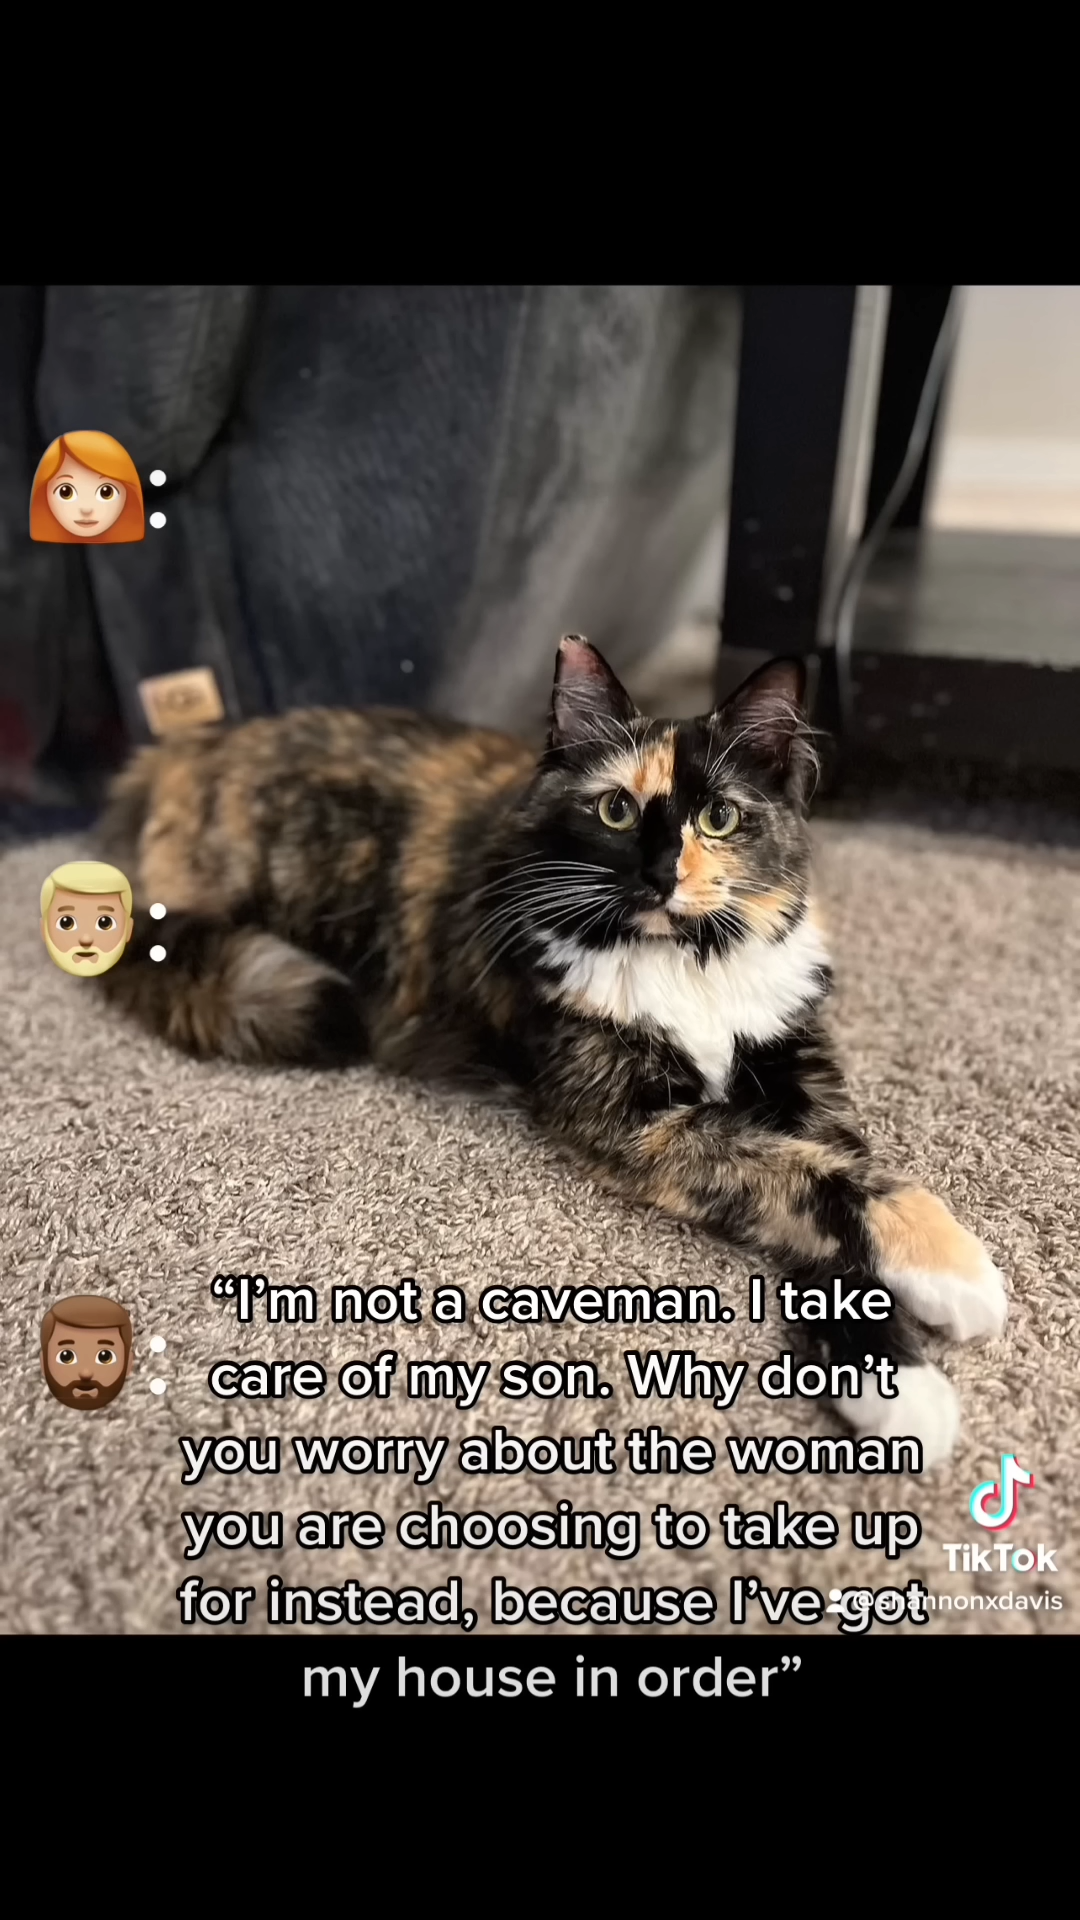 “I’m not a caveman. I take
care of my son. Why don’t
you worry about the woman
you are choosing to take up
for instead, because I’ve got
my house in order”
TikTok
@shannonxdavis